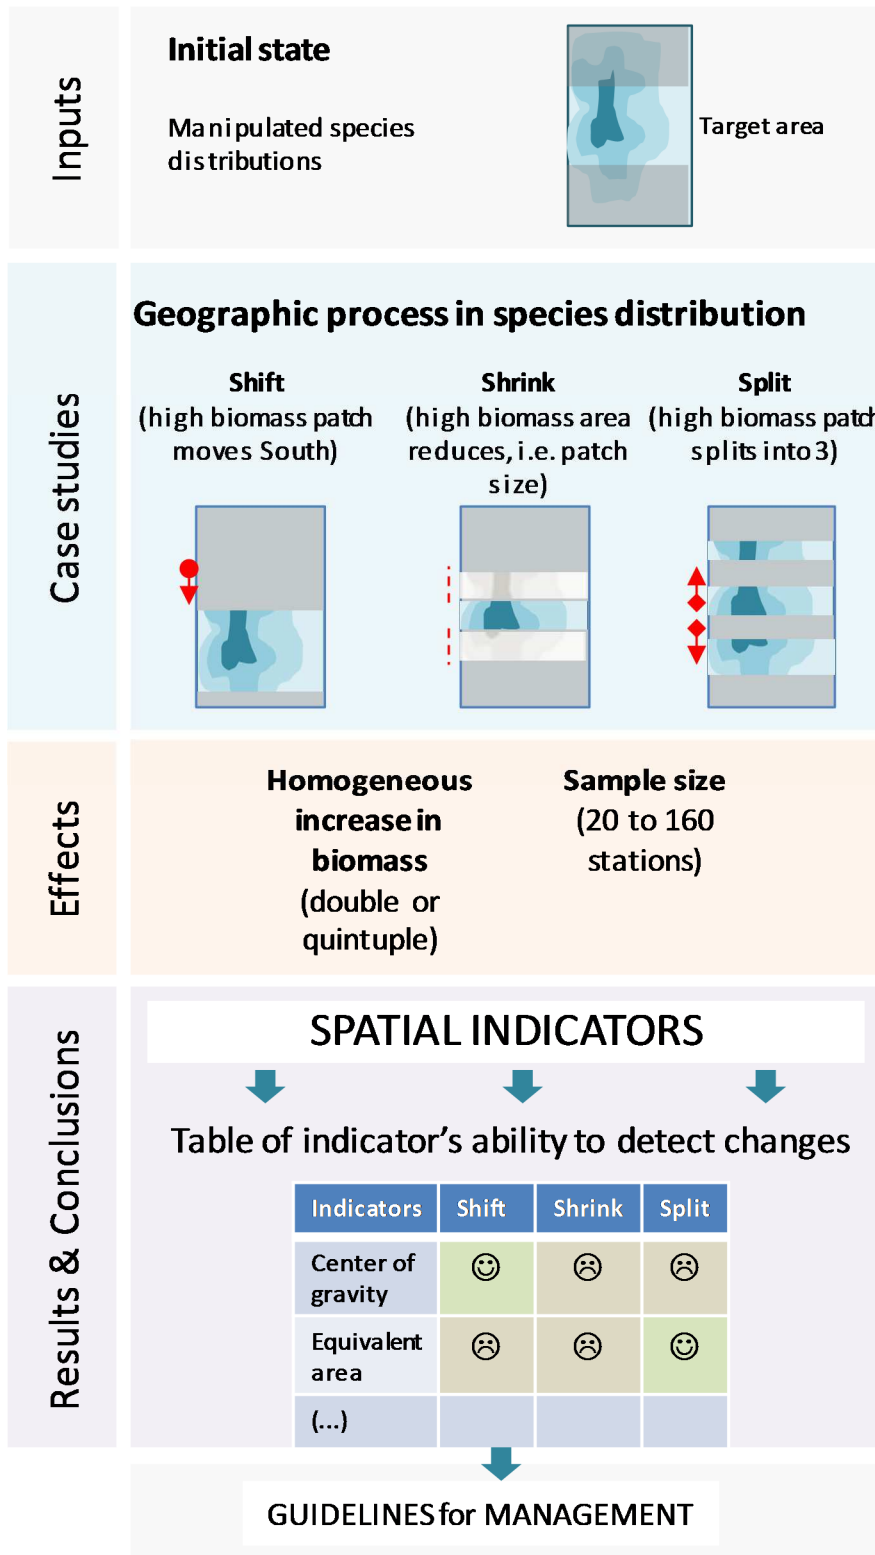 Inputs
Initial state
Manipulated species
distributions
Target area
Case studies
Geographic process in species distribution
Shift
(high biomass patch
moves South)
Shrink
(high biomass area
reduces, i.e. patch
size)
Split
(high biomass patch
splits into 3)
Effects
Homogeneous
increase in
biomass
(double or
quintuple)
Sample size
(20 to 160
stations)
Results & Conclusions
SPATIAL INDICATORS
Table of indicator's ability to detect changes
Indicators Shift Shrink Split
Center of
gravity
Equivalent
area
(...)
GUIDELINES for MANAGEMENT